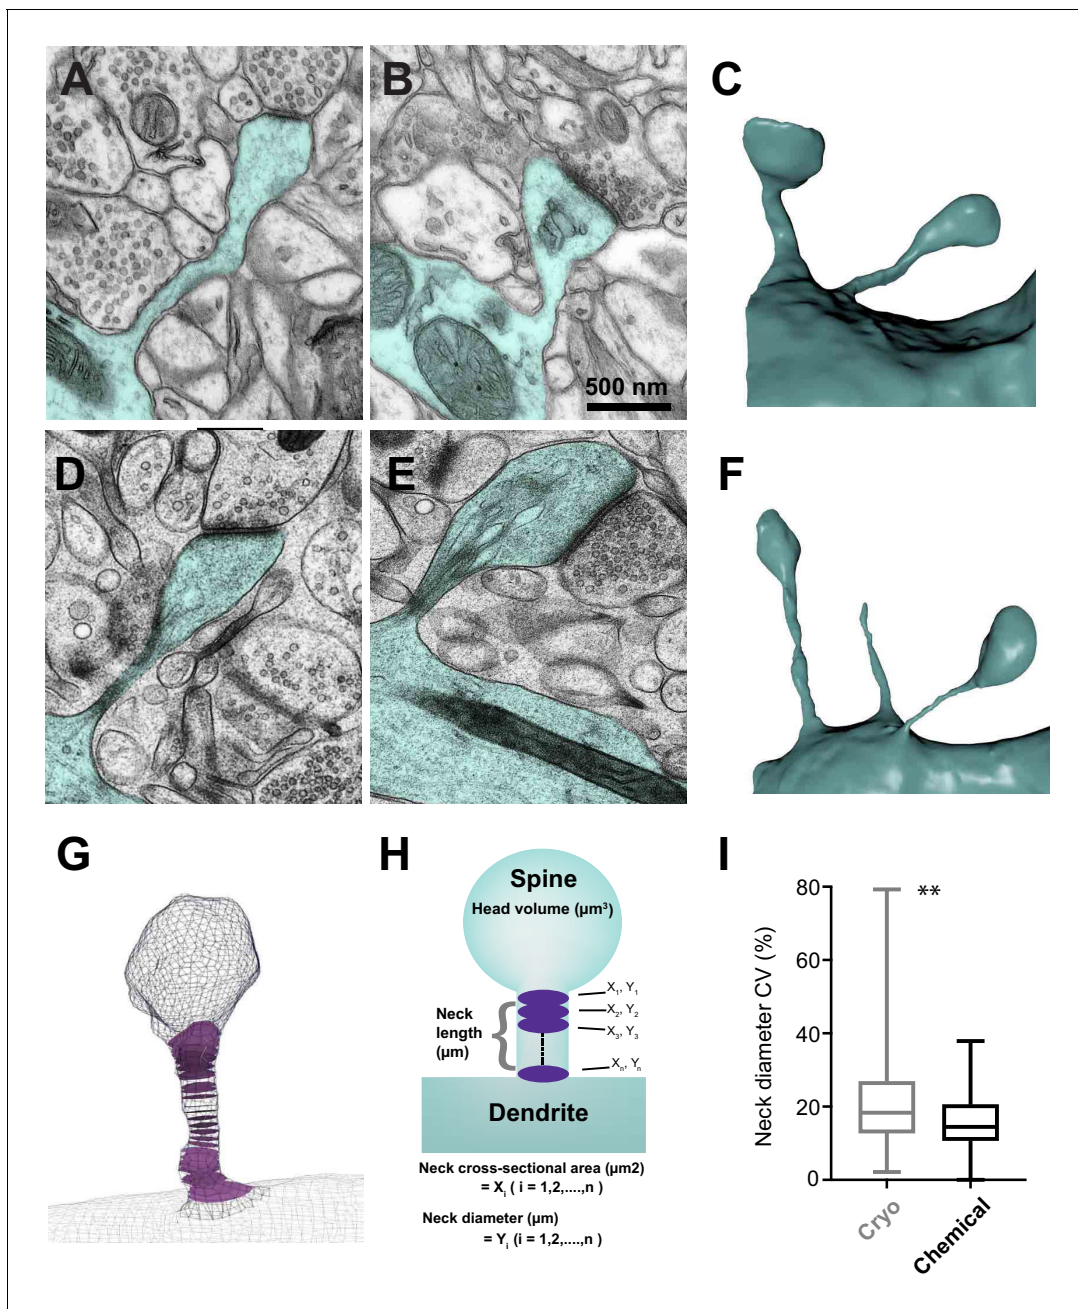 A
B
C
500 nm
D
E
F
G
H
I
Spine
Head volume (µm³)
Neck
length
(µm)
X₁, Y₁
X₂, Y₂
X₃, Y₃
Xₙ, Yₙ
Dendrite
Neck cross-sectional area (µm2)
= Xᵢ ( i = 1,2,....,n )
Neck diameter (µm)
= Yᵢ ( i = 1,2,....,n )
Neck diameter CV (%)
80
60
40
20
0
**
Cryo
Chemical